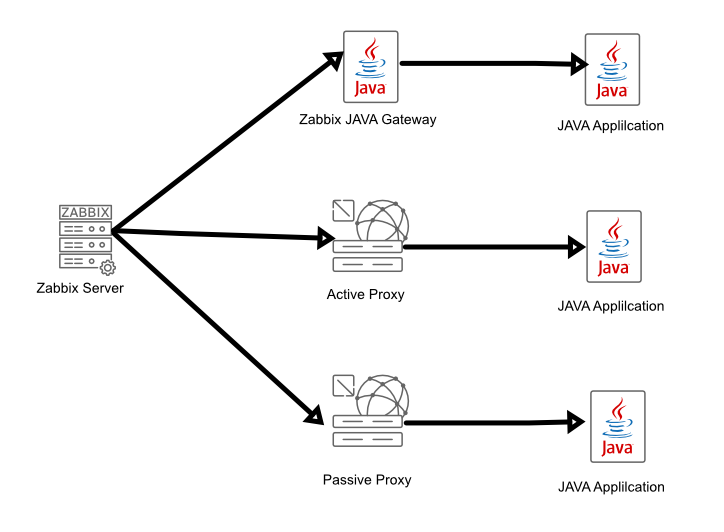 Java
Java
Zabbix JAVA Gateway
JAVA Applilcation
ZABBIX
Zabbix Server
Java
Active Proxy
JAVA Applilcation
Java
Passive Proxy
JAVA Applilcation